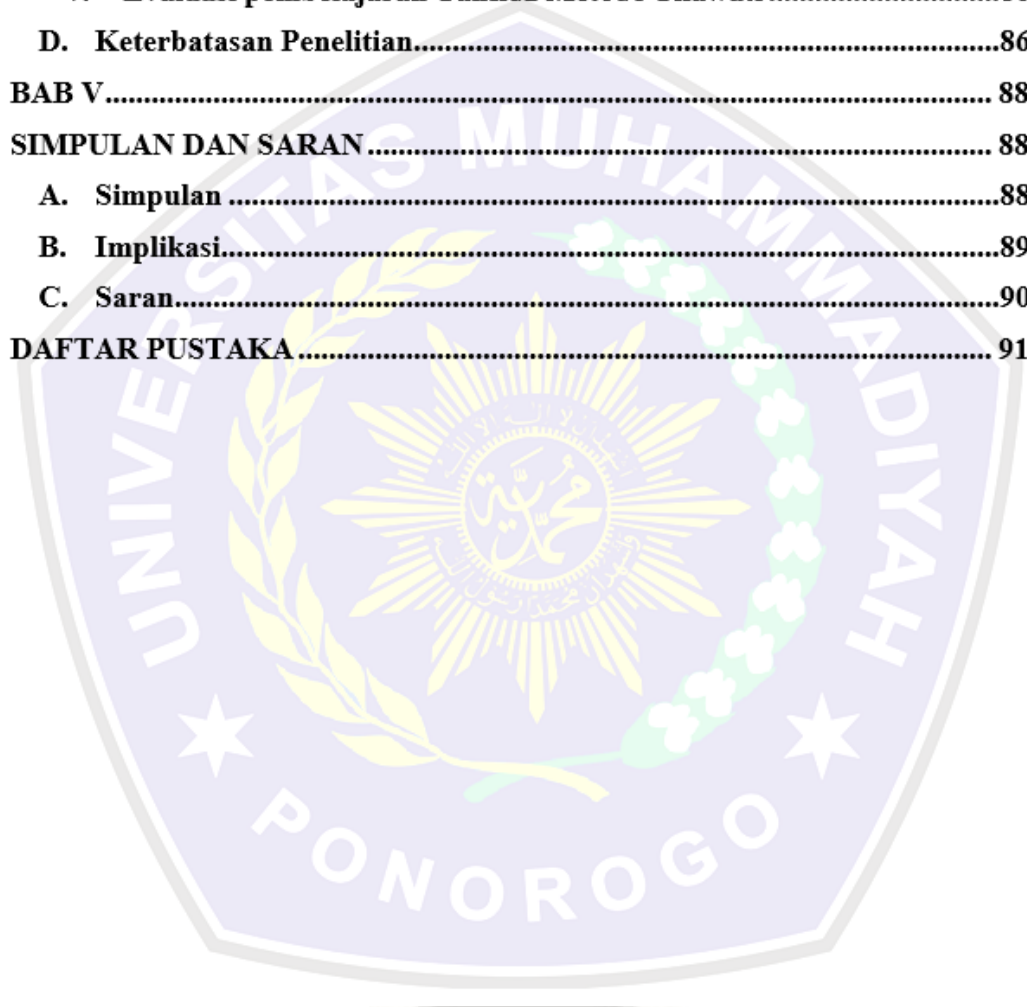 D. Keterbatasan Penelitian.....86
BAB V.....88
SIMPULAN DAN SARAN.....88
A. Simpulan.....88
B. Implikasi.....89
C. Saran.....90
DAFTAR PUSTAKA.....91
UNIVERSITAS MUHAMMADIYAH
PONOROGO